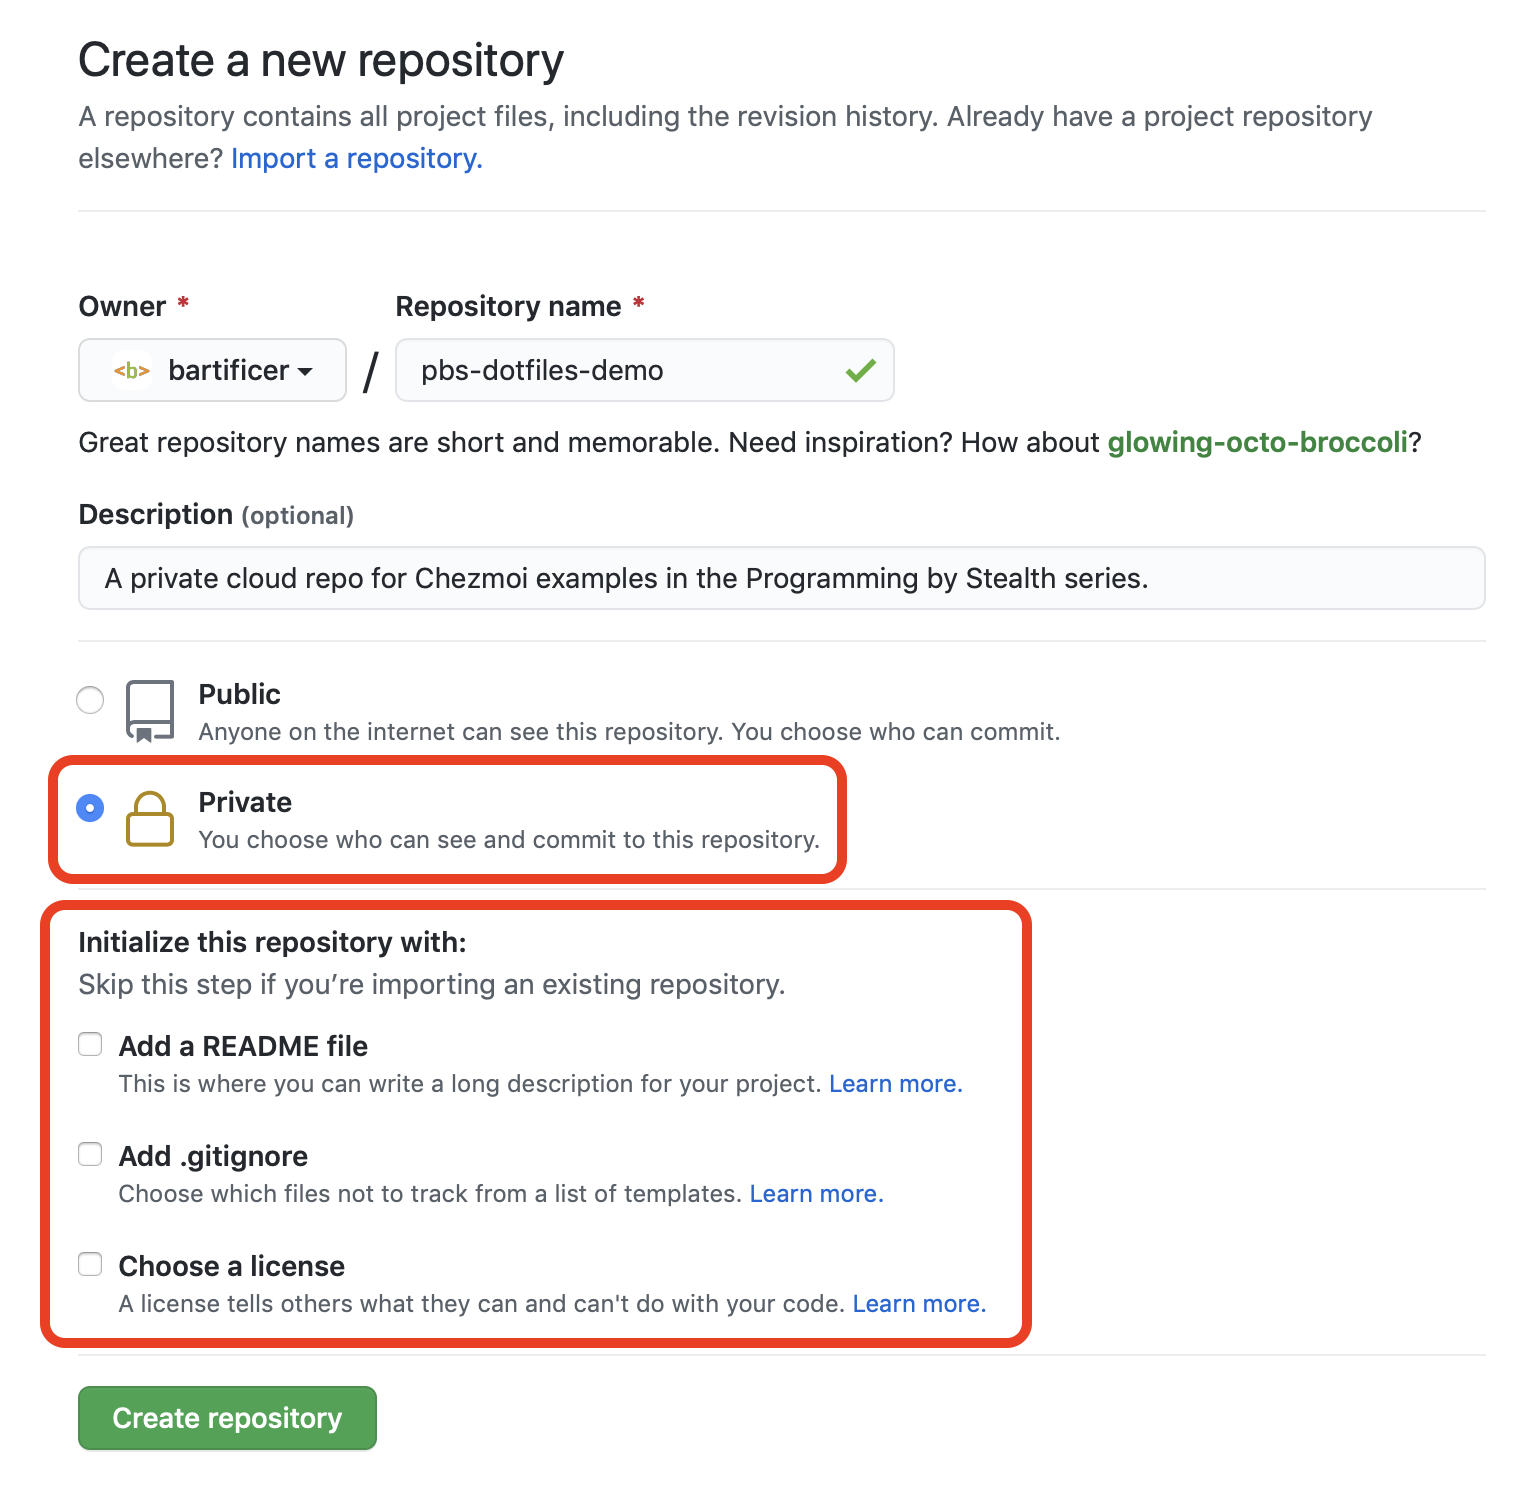 Create a new repository
A repository contains all project files, including the revision history. Already have a project repository
elsewhere? Import a repository.
Owner * Repository name *
<b> bartificer / pbs-dotfiles-demo
Great repository names are short and memorable. Need inspiration? How about glowing-octo-broccoli?
Description (optional)
A private cloud repo for Chezmoi examples in the Programming by Stealth series.
Public
Anyone on the internet can see this repository. You choose who can commit.
Private
You choose who can see and commit to this repository.
Initialize this repository with:
Skip this step if you’re importing an existing repository.
Add a README file
This is where you can write a long description for your project. Learn more.
Add .gitignore
Choose which files not to track from a list of templates. Learn more.
Choose a license
A license tells others what they can and can't do with your code. Learn more.
Create repository